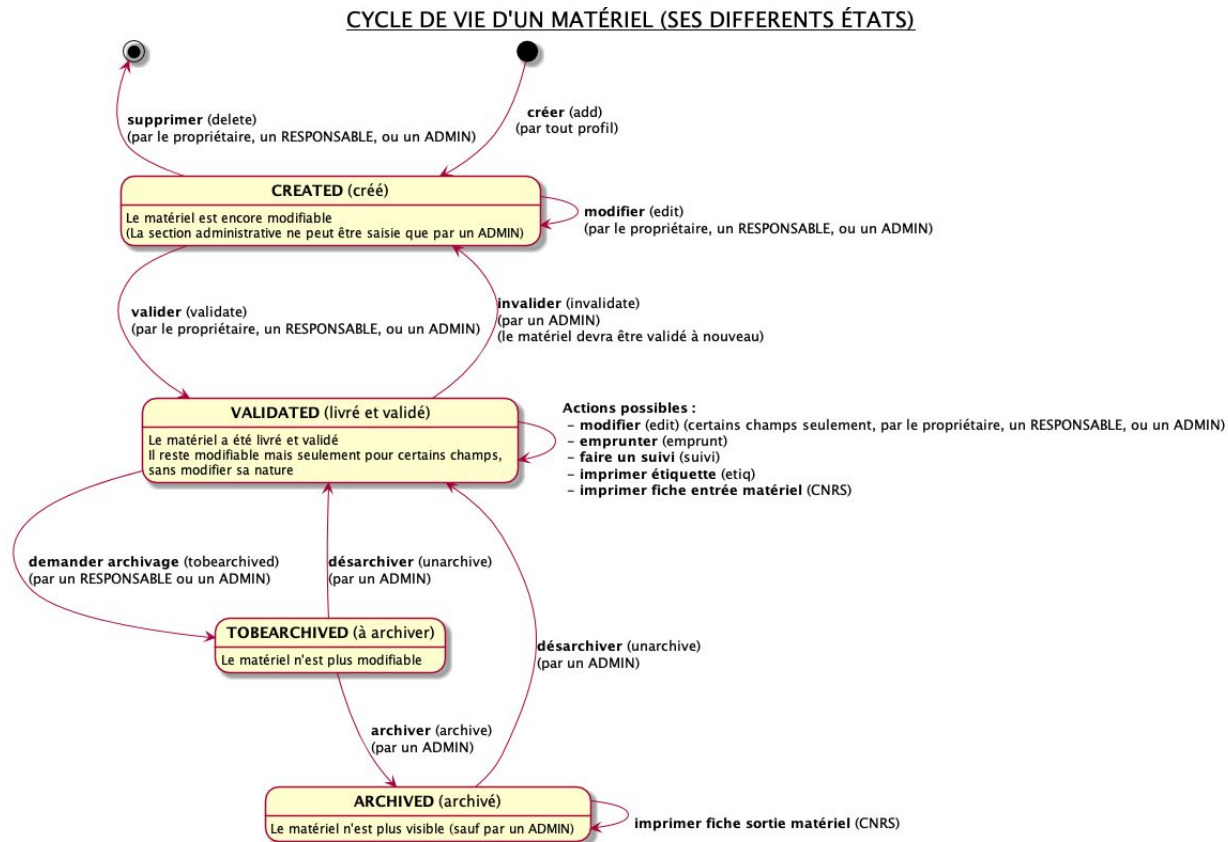 CYCLE DE VIE D'UN MATÉRIEL (SES DIFFERENTS ÉTATS)
supprimer (delete)
(par le propriétaire, un RESPONSABLE, ou un ADMIN)
créer (add)
(par tout profil)
CREATED (créé)
Le matériel est encore modifiable
(La section administrative ne peut être saisie que par un ADMIN)
modifier (edit)
(par le propriétaire, un RESPONSABLE, ou un ADMIN)
valider (validate)
(par le propriétaire, un RESPONSABLE, ou un ADMIN)
invalider (invalidate)
(par un ADMIN)
(le matériel devra être validé à nouveau)
VALIDATED (livré et validé)
Le matériel a été livré et validé
Il reste modifiable mais seulement pour certains champs,
sans modifier sa nature
Actions possibles :
- modifier (edit) (certains champs seulement, par le propriétaire, un RESPONSABLE, ou un ADMIN)
- emprunter (emprunt)
- faire un suivi (suivi)
- imprimer étiquette (etiq)
- imprimer fiche entrée matériel (CNRS)
demander archivage (tobearchived)
(par un RESPONSABLE ou un ADMIN)
désarchiver (unarchive)
(par un ADMIN)
TOBEARCHIVED (à archiver)
Le matériel n'est plus modifiable
désarchiver (unarchive)
(par un ADMIN)
archiver (archive)
(par un ADMIN)
ARCHIVED (archivé)
Le matériel n'est plus visible (sauf par un ADMIN)
imprimer fiche sortie matériel (CNRS)